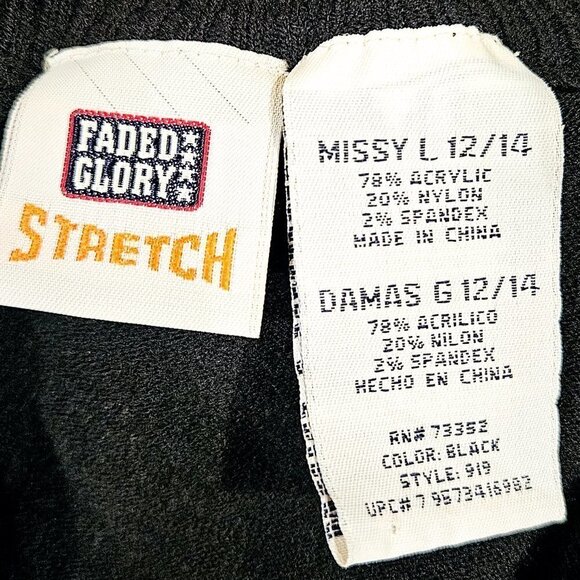 FADED
GLORY
STRETCH
MISSY L 12/14
78% ACRYLIC
20% NYLON
2% SPANDEX
MADE IN CHINA
DAMAS G 12/14
78% ACRILICO
20% NILON
2% SPANDEX
HECHO EN CHINA
RN# 73352
COLOR: BLACK
STYLE: 919
UPC# 7 9573416982